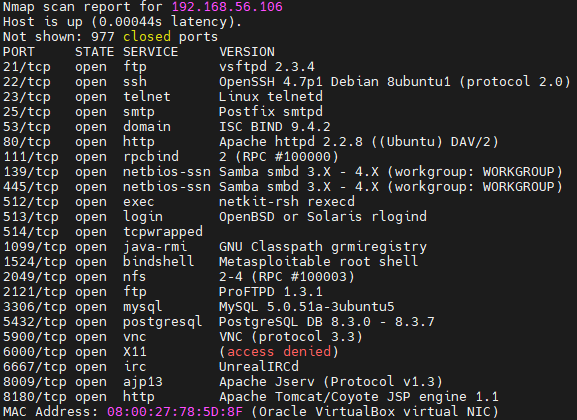 Nmap scan report for 192.168.56.106
Host is up (0.00044s latency).
Not shown: 977 closed ports
PORT     STATE SERVICE     VERSION
21/tcp   open  ftp         vsftpd 2.3.4
22/tcp   open  ssh         OpenSSH 4.7p1 Debian 8ubuntu1 (protocol 2.0)
23/tcp   open  telnet      Linux telnetd
25/tcp   open  smtp        Postfix smtpd
53/tcp   open  domain      ISC BIND 9.4.2
80/tcp   open  http        Apache httpd 2.2.8 ((Ubuntu) DAV/2)
111/tcp  open  rpcbind     2 (RPC #100000)
139/tcp  open  netbios-ssn Samba smbd 3.X - 4.X (workgroup: WORKGROUP)
445/tcp  open  netbios-ssn Samba smbd 3.X - 4.X (workgroup: WORKGROUP)
512/tcp  open  exec        netkit-rsh rexecd
513/tcp  open  login       OpenBSD or Solaris rlogind
514/tcp  open  tcpwrapped
1099/tcp open  java-rmi    GNU Classpath grmiregistry
1524/tcp open  bindshell   Metasploitable root shell
2049/tcp open  nfs         2-4 (RPC #100003)
2121/tcp open  ftp         ProFTPD 1.3.1
3306/tcp open  mysql       MySQL 5.0.51a-3ubuntu5
5432/tcp open  postgresql  PostgreSQL DB 8.3.0 - 8.3.7
5900/tcp open  vnc         VNC (protocol 3.3)
6000/tcp open  X11         (access denied)
6667/tcp open  irc         UnrealIRCd
8009/tcp open  ajp13       Apache Jserv (Protocol v1.3)
8180/tcp open  http        Apache Tomcat/Coyote JSP engine 1.1
MAC Address: 08:00:27:78:5D:8F (Oracle VirtualBox virtual NIC)